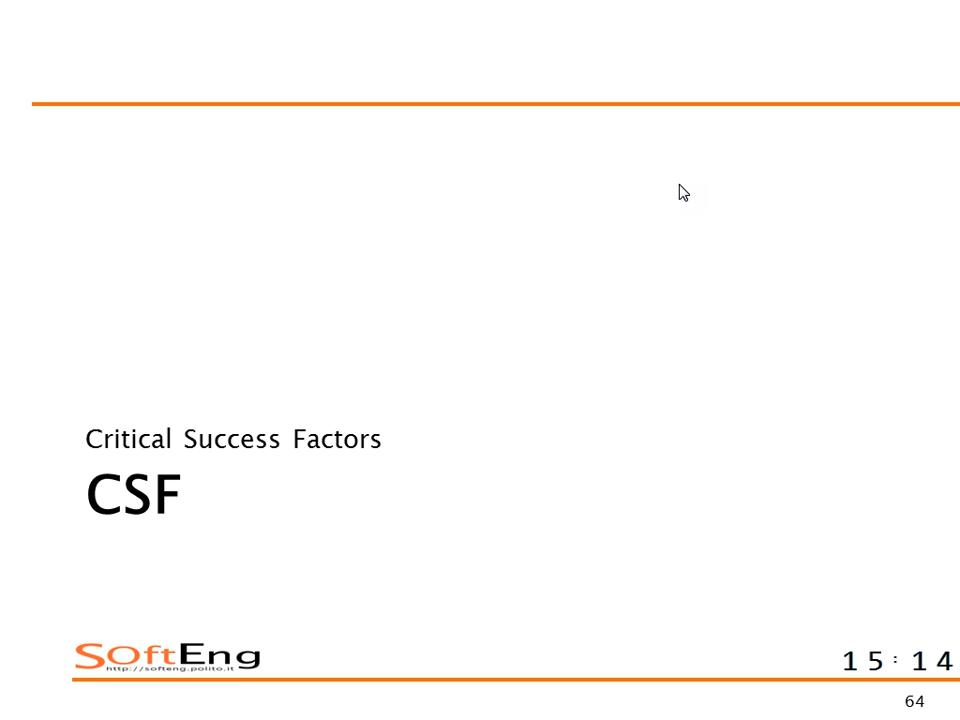 Critical Success Factors
CSF
SOftEng
http://softeng.polito.it
15:14
64